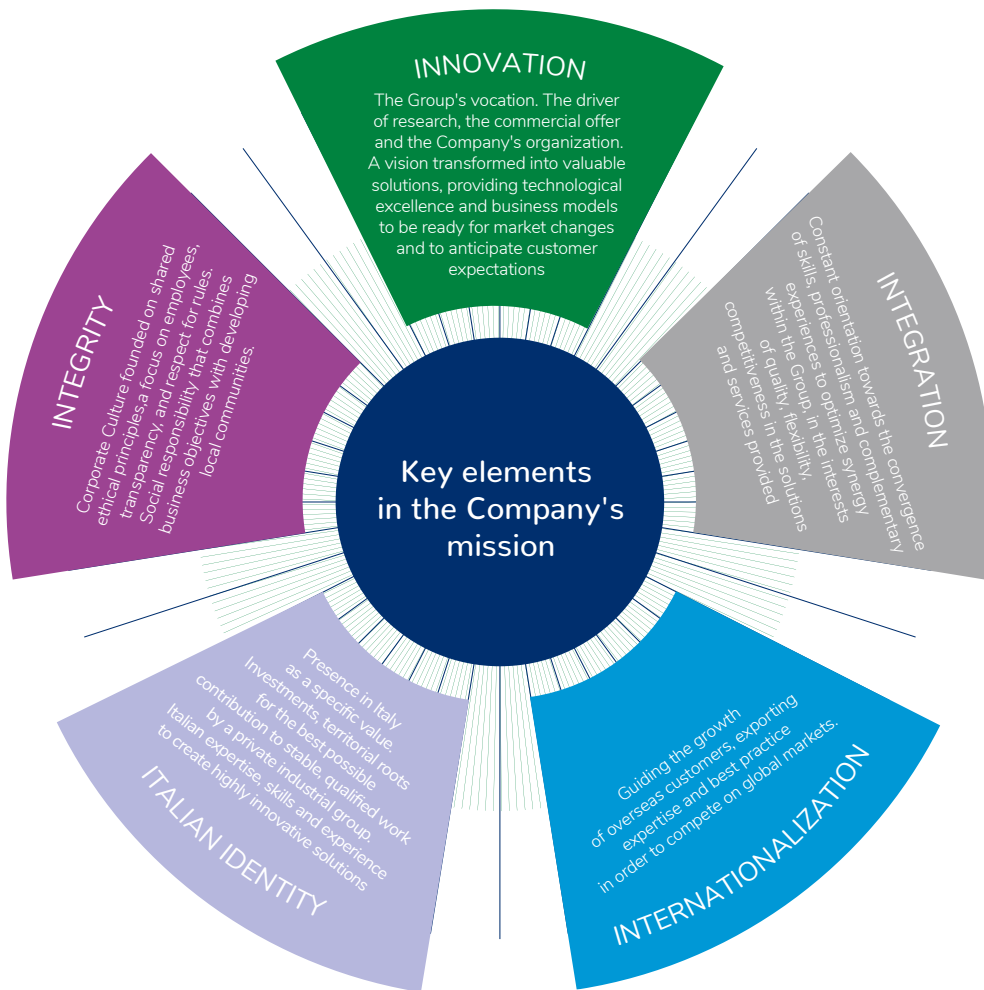 INNOVATION
The Group's vocation. The driver
of research, the commercial offer
and the Company's organization.
A vision transformed into valuable
solutions, providing technological
excellence and business models
to be ready for market changes
and to anticipate customer
expectations
INTEGRATION
Constant orientation towards the convergence
of skills, professionalism and complementary
experiences to optimize synergy
within the Group, in the interests
of quality, flexibility,
competitiveness in the solutions
and services provided
Guiding the growth
of overseas customers, exporting
expertise and best practice
in order to compete on global markets.
INTERNATIONALIZATION
Presence in Italy
as a specific value.
Investments, territorial roots
for the best possible
contribution to stable, qualified work
by a private industrial group.
Italian expertise, skills and experience
to create highly innovative solutions
ITALIAN IDENTITY
INTEGRITY
Corporate Culture founded on shared
ethical principles,a focus on employees,
transparency, and respect for rules.
Social responsibility that combines
business objectives with developing
local communities.
Key elements
in the Company's
mission